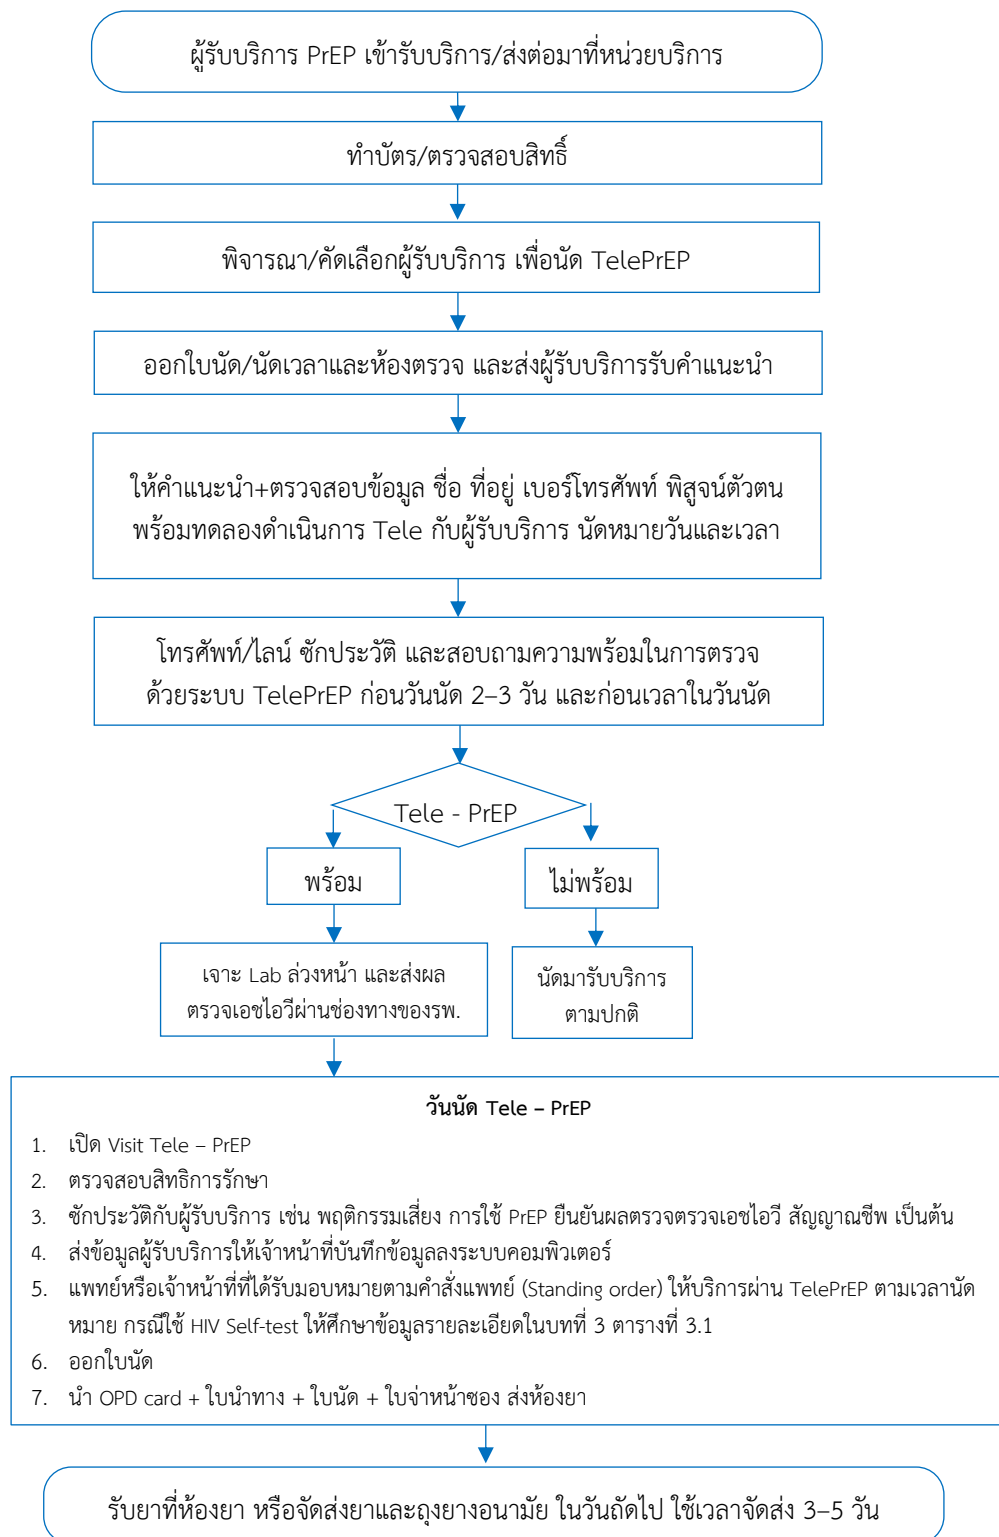 ผู้รับบริการ PrEP เข้ารับบริการ/ส่งต่อมาที่หน่วยบริการ
ทำบัตร/ตรวจสอบสิทธิ์
พิจารณา/คัดเลือกผู้รับบริการ เพื่อนัด TelePrEP
ออกใบนัด/นัดเวลาและห้องตรวจ และส่งผู้รับบริการรับคำแนะนำ
ให้คำแนะนำ+ตรวจสอบข้อมูล ชื่อ ที่อยู่ เบอร์โทรศัพท์ พิสูจน์ตัวตน
พร้อมทดลองดำเนินการ Tele กับผู้รับบริการ นัดหมายวันและเวลา
โทรศัพท์/ไลน์ ซักประวัติ และสอบถามความพร้อมในการตรวจ
ด้วยระบบ TelePrEP ก่อนวันนัด 2–3 วัน และก่อนเวลาในวันนัด
Tele - PrEP
พร้อม
ไม่พร้อม
เจาะ Lab ล่วงหน้า และส่งผล
ตรวจเอชไอวีผ่านช่องทางของรพ.
นัดมารับบริการ
ตามปกติ
วันนัด Tele – PrEP
1. เปิด Visit Tele – PrEP
2. ตรวจสอบสิทธิการรักษา
3. ซักประวัติกับผู้รับบริการ เช่น พฤติกรรมเสี่ยง การใช้ PrEP ยืนยันผลตรวจตรวจเอชไอวี สัญญาณชีพ เป็นต้น
4. ส่งข้อมูลผู้รับบริการให้เจ้าหน้าที่บันทึกข้อมูลลงระบบคอมพิวเตอร์
5. แพทย์หรือเจ้าหน้าที่ที่ได้รับมอบหมายตามคำสั่งแพทย์ (Standing order) ให้บริการผ่าน TelePrEP ตามเวลานัด
หมาย กรณีใช้ HIV Self-test ให้ศึกษาข้อมูลรายละเอียดในบทที่ 3 ตารางที่ 3.1
6. ออกใบนัด
7. นำ OPD card + ใบนำทาง + ใบนัด + ใบจ่าหน้าซอง ส่งห้องยา
รับยาที่ห้องยา หรือจัดส่งยาและถุงยางอนามัย ในวันถัดไป ใช้เวลาจัดส่ง 3–5 วัน